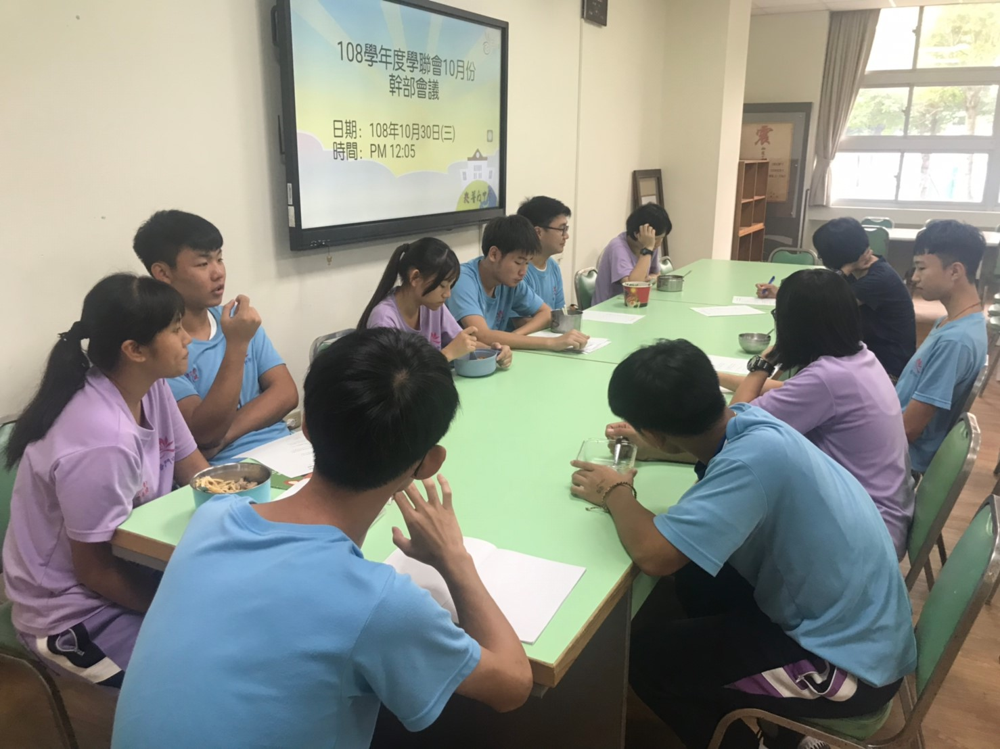 108學年度學聯會10月份
幹部會議
日期：108年10月30日(三)
時間：PM 12:05
震